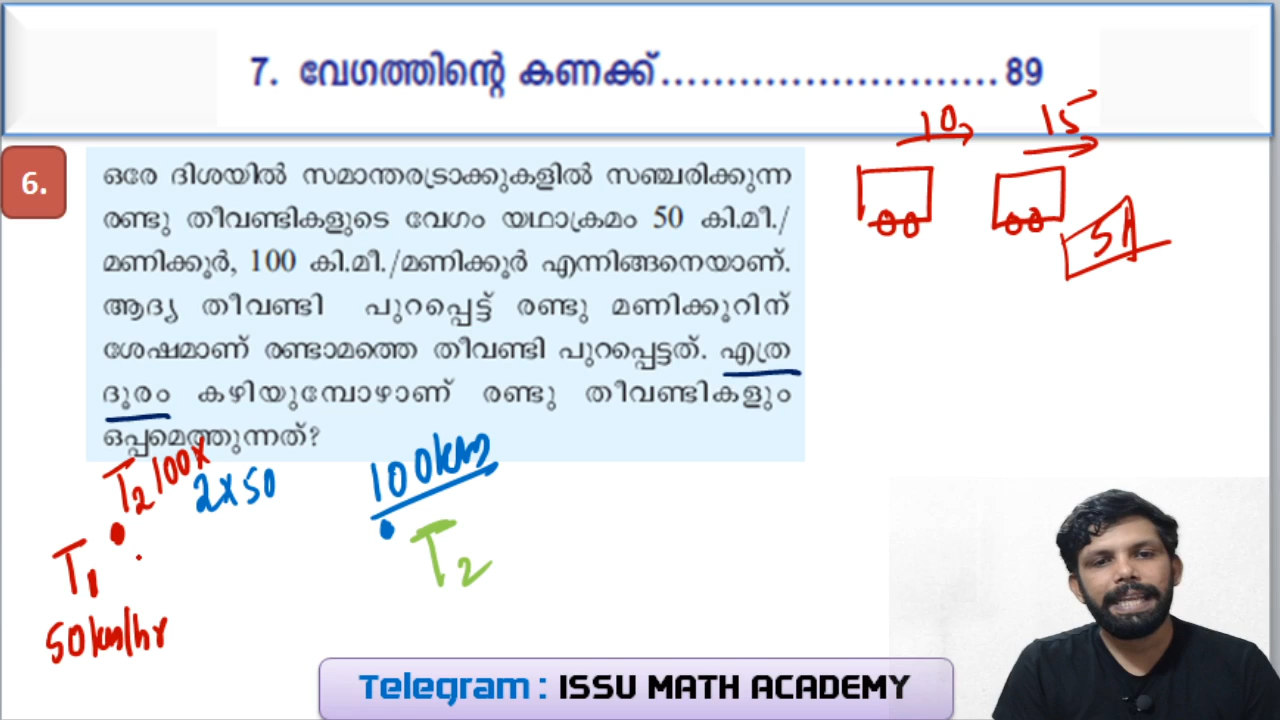 7. വേഗത്തിന്റെ കണക്ക്.............................89
10 15
6.
ഒരേ ദിശയിൽ സമാന്തരട്രാക്കുകളിൽ സഞ്ചരിക്കുന്ന
രണ്ടു തീവണ്ടികളുടെ വേഗം യഥാക്രമം 50 കി.മീ./
മണിക്കൂർ, 100 കി.മീ./മണിക്കൂർ എന്നിങ്ങനെയാണ്.
ആദ്യ തീവണ്ടി പുറപ്പെട്ട് രണ്ടു മണിക്കൂറിന്
ശേഷമാണ് രണ്ടാമത്തെ തീവണ്ടി പുറപ്പെട്ടത്. എത്ര
ദൂരം കഴിയുമ്പോഴാണ് രണ്ടു തീവണ്ടികളും
ഒപ്പമെത്തുന്നത്?
T2 100x
2x50
100km
T2
T1
50km/hr
Telegram : ISSU MATH ACADEMY